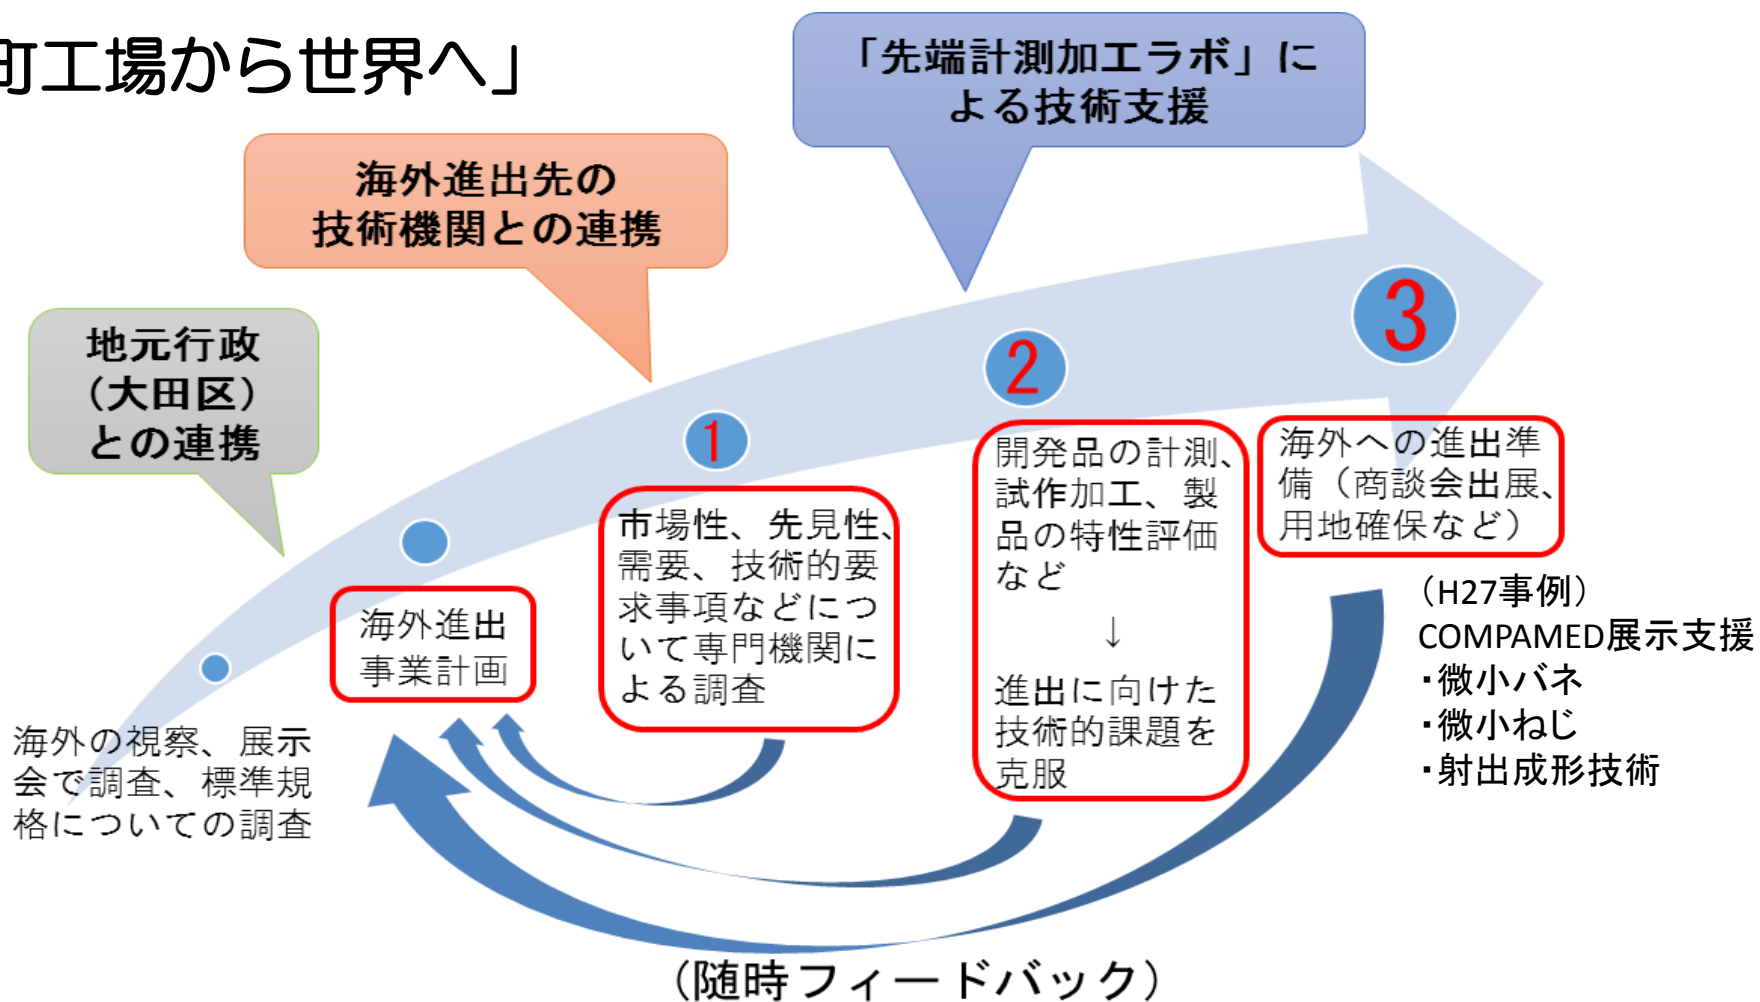 町工場から世界へ」
「先端計測加工ラボ」に
よる技術支援
海外進出先の
技術機関との連携
地元行政
（大田区）
との連携
1
2
3
海外の視察、展示
会で調査、標準規
格についての調査
海外進出
事業計画
市場性、先見性、
需要、技術的要
求事項などにつ
いて専門機関に
よる調査
開発品の計測、
試作加工、製
品の特性評価
など
↓
進出に向けた
技術的課題を
克服
海外への進出準
備（商談会出展、
用地確保など）
（H27事例）
COMPAMED展示支援
・微小バネ
・微小ねじ
・射出成形技術
（随時フィードバック）